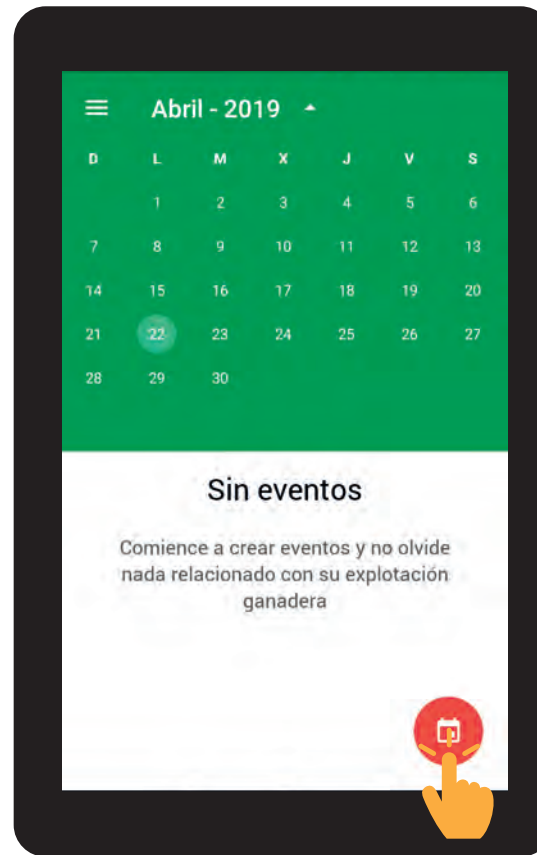 Abril - 2019
D L M X J V S
1 2 3 4 5 6
7 8 9 10 11 12 13
14 15 16 17 18 19 20
21 22 23 24 25 26 27
28 29 30
Sin eventos
Comience a crear eventos y no olvide
nada relacionado con su explotación
ganadera